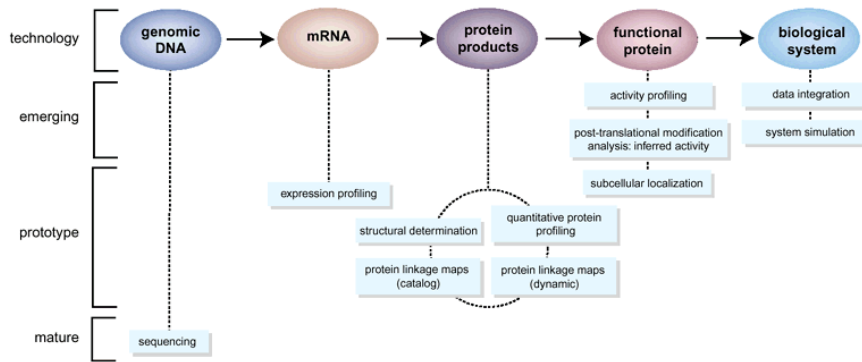 technology
genomic
DNA
mRNA
protein
products
functional
protein
biological
system
emerging
activity profiling
data integration
post-translational modification
analysis: inferred activity
system simulation
subcellular localization
prototype
expression profiling
structural determination
quantitative protein
profiling
protein linkage maps
(catalog)
protein linkage maps
(dynamic)
mature
sequencing